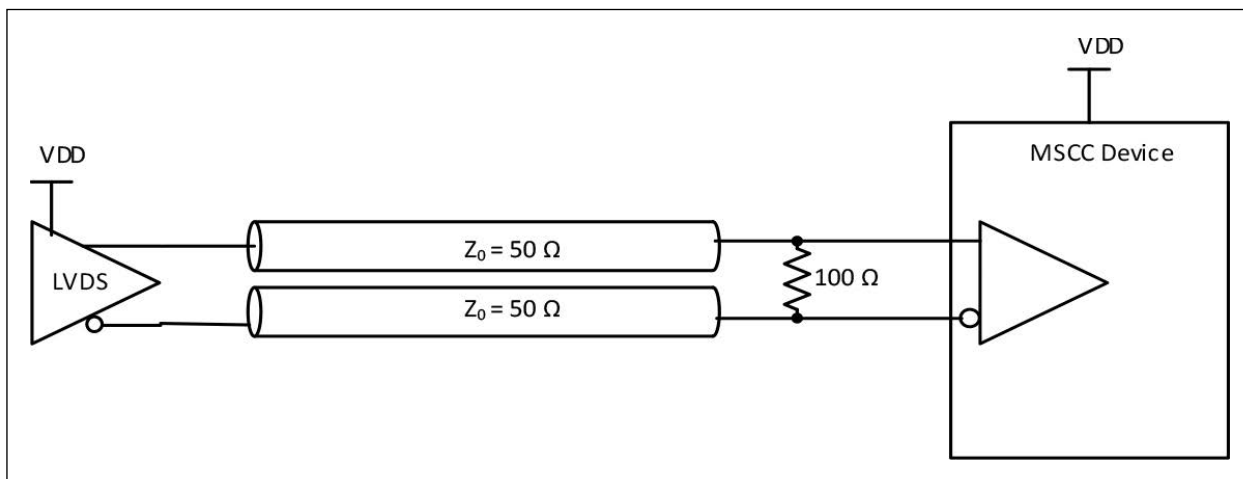 VDD
MSCC Device
VDD
LVDS
Z₀ = 50 Ω
100 Ω
Z₀ = 50 Ω